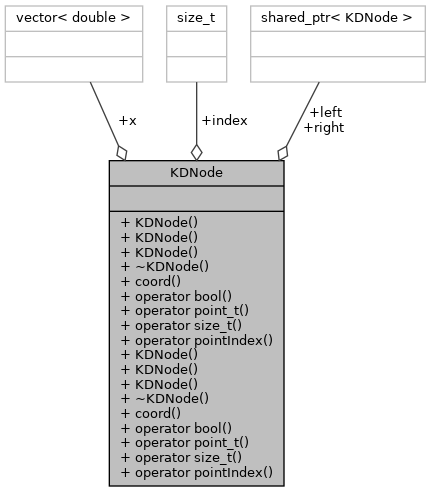 vector< double >
size_t
shared_ptr< KDNode >
+x
+index
+left
+right
KDNode
+ KDNode()
+ KDNode()
+ KDNode()
+ ~KDNode()
+ coord()
+ operator bool()
+ operator point_t()
+ operator size_t()
+ operator pointIndex()
+ KDNode()
+ KDNode()
+ KDNode()
+ ~KDNode()
+ coord()
+ operator bool()
+ operator point_t()
+ operator size_t()
+ operator pointIndex()